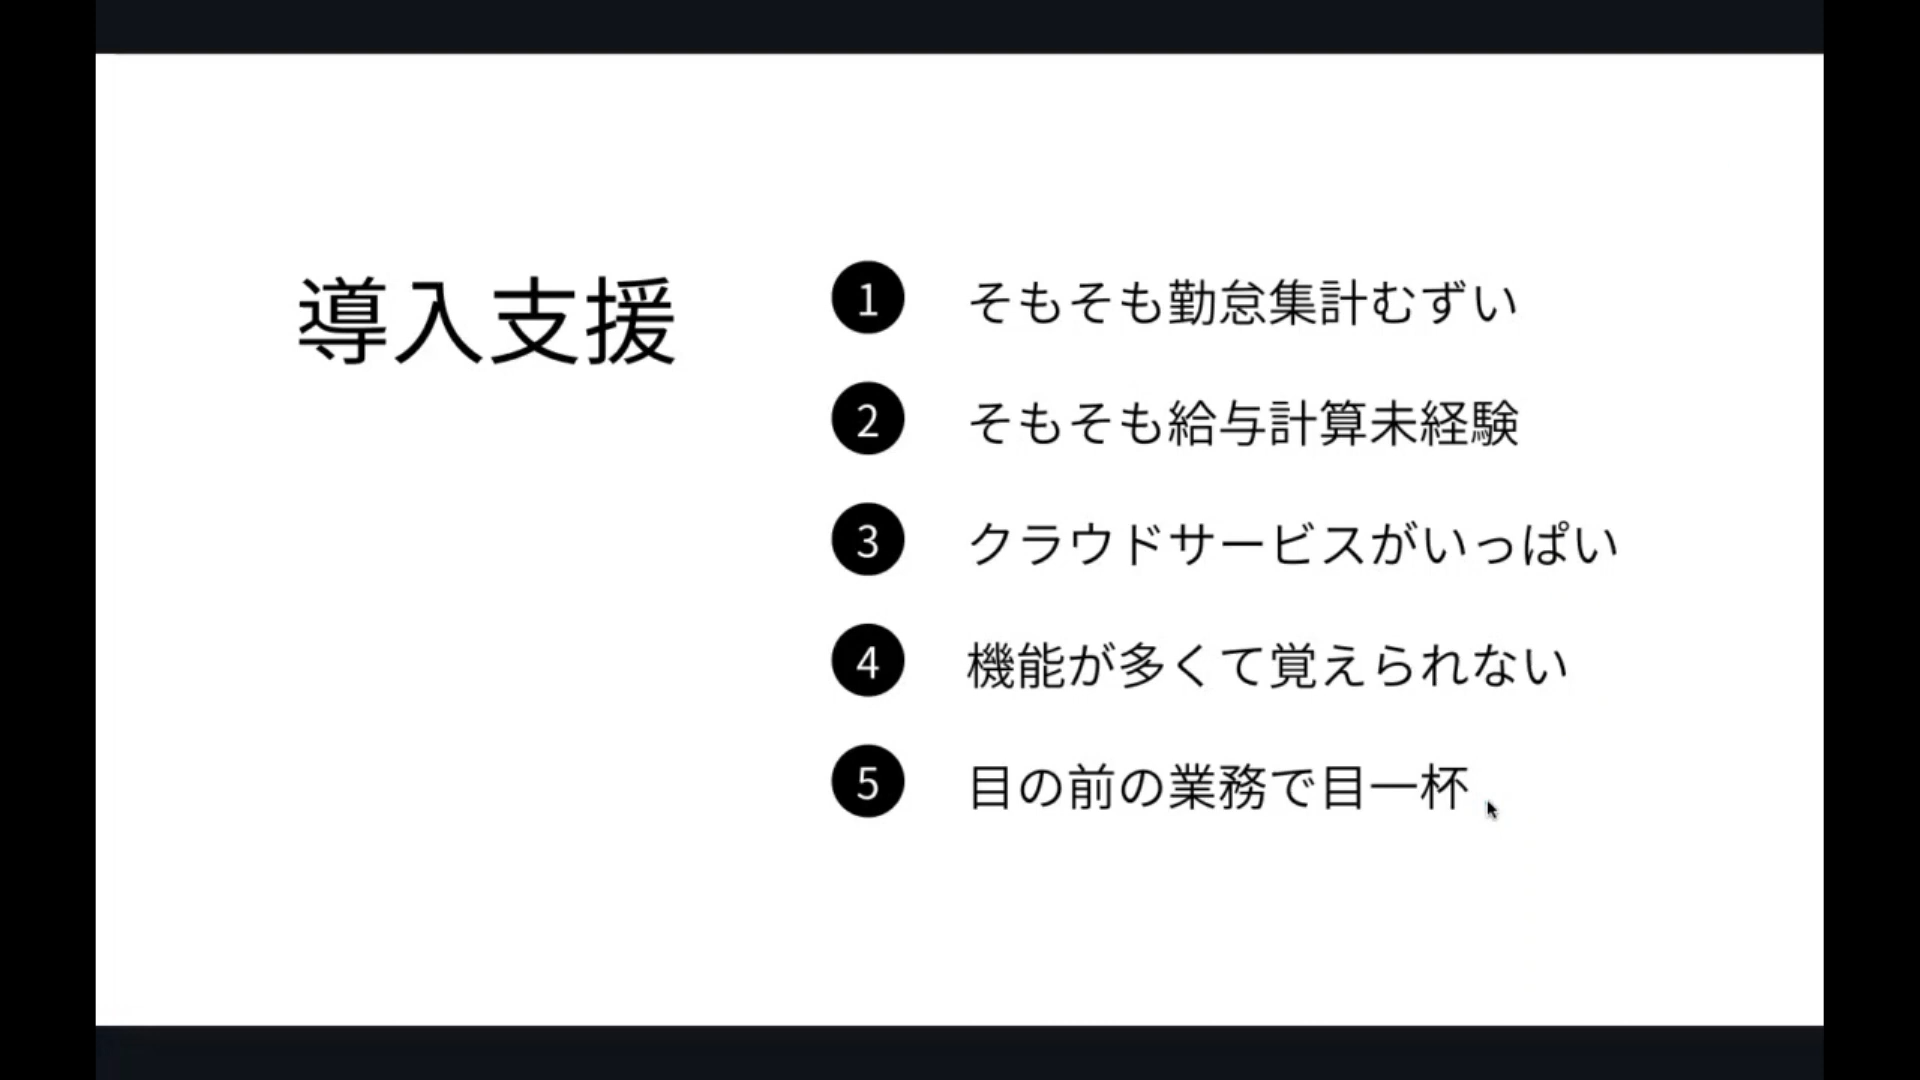 導入支援
1 そもそも勤怠集計むずい
2 そもそも給与計算未経験
3 クラウドサービスがいっぱい
4 機能が多くて覚えられない
5 目の前の業務で目一杯